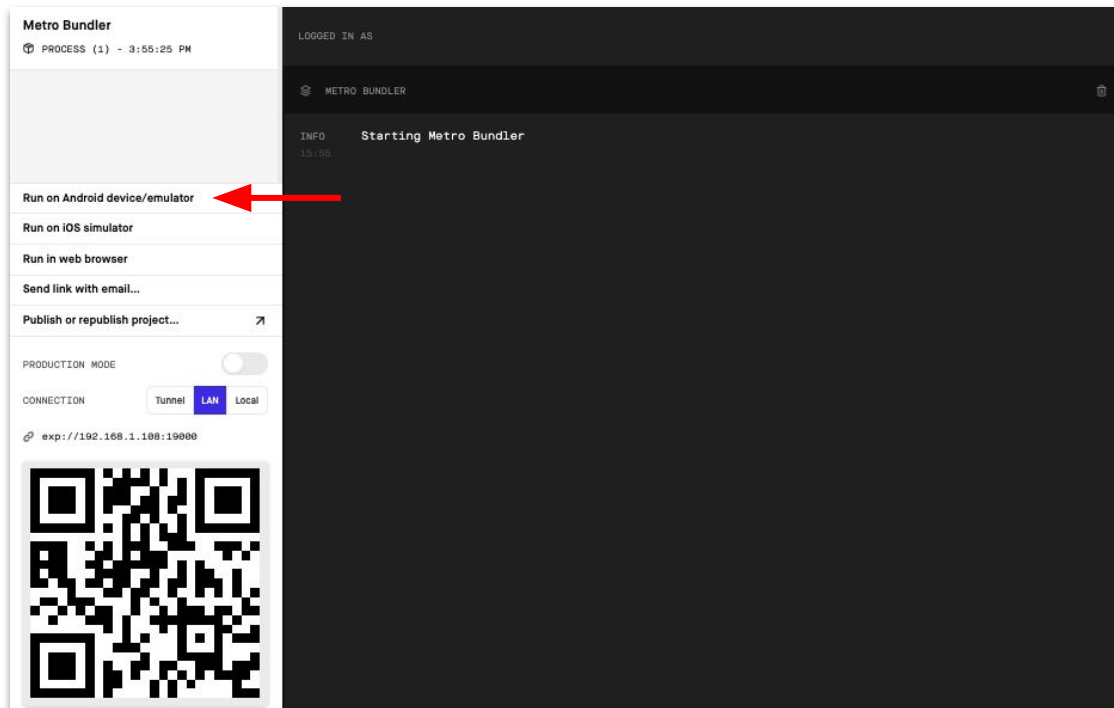 Metro Bundler
PROCESS (1) - 3:55:25 PM
Run on Android device/emulator
Run on iOS simulator
Run in web browser
Send link with email...
Publish or republish project...
PRODUCTION MODE
CONNECTION Tunnel LAN Local
exp://192.168.1.108:19000
LOGGED IN AS
METRO BUNDLER
INFO Starting Metro Bundler
15:55